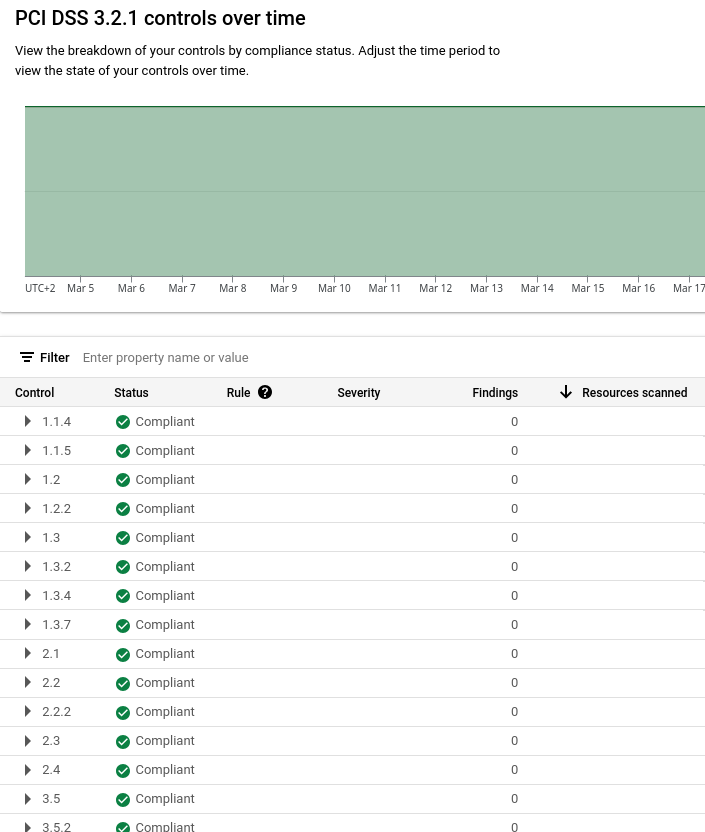 PCI DSS 3.2.1 controls over time
View the breakdown of your controls by compliance status. Adjust the time period to
view the state of your controls over time.
UTC+2 Mar 5 Mar 6 Mar 7 Mar 8 Mar 9 Mar 10 Mar 11 Mar 12 Mar 13 Mar 14 Mar 15 Mar 16 Mar 17
Filter Enter property name or value
Control Status Rule ? Severity Findings Resources scanned
1.1.4 Compliant 0
1.1.5 Compliant 0
1.2 Compliant 0
1.2.2 Compliant 0
1.3 Compliant 0
1.3.2 Compliant 0
1.3.4 Compliant 0
1.3.7 Compliant 0
2.1 Compliant 0
2.2 Compliant 0
2.2.2 Compliant 0
2.3 Compliant 0
2.4 Compliant 0
3.5 Compliant 0
3.5.2 Compliant 0